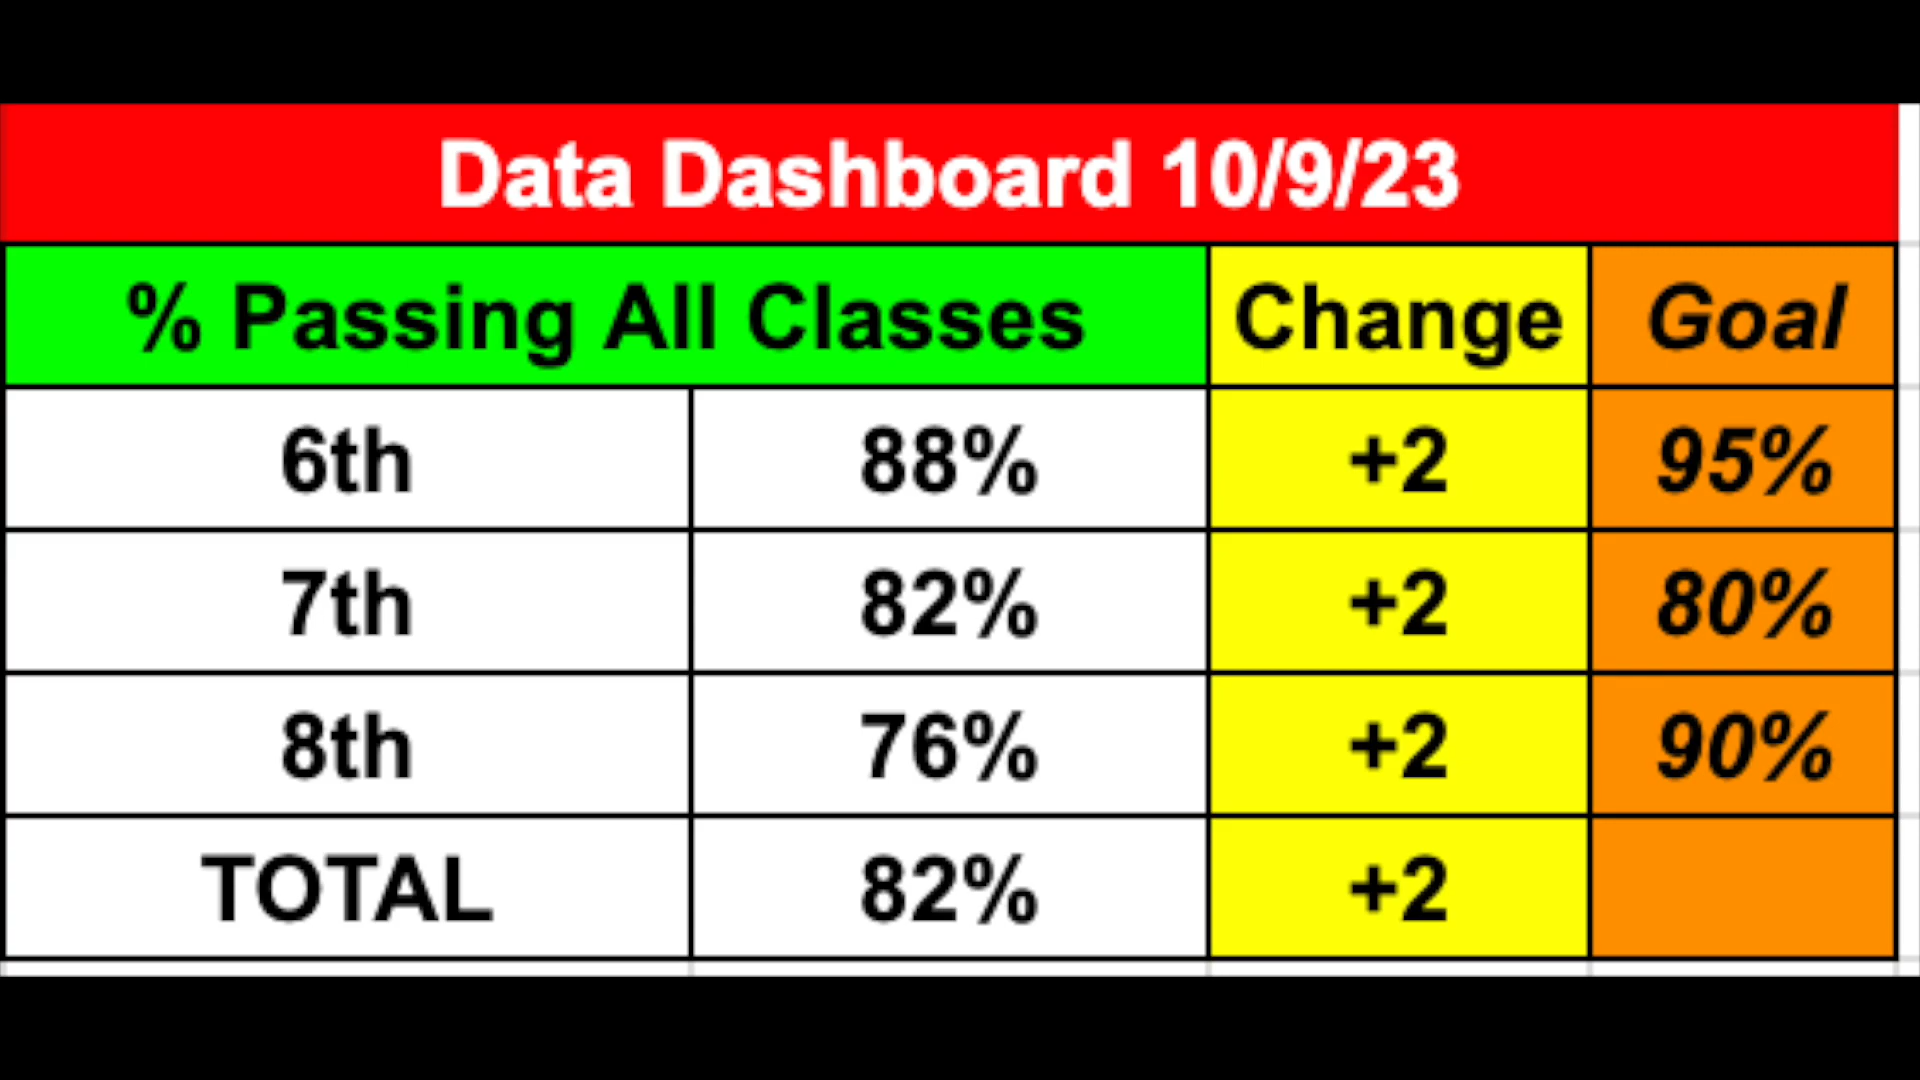 Data Dashboard 10/9/23
% Passing All Classes Change Goal
6th 88% +2 95%
7th 82% +2 80%
8th 76% +2 90%
TOTAL 82% +2